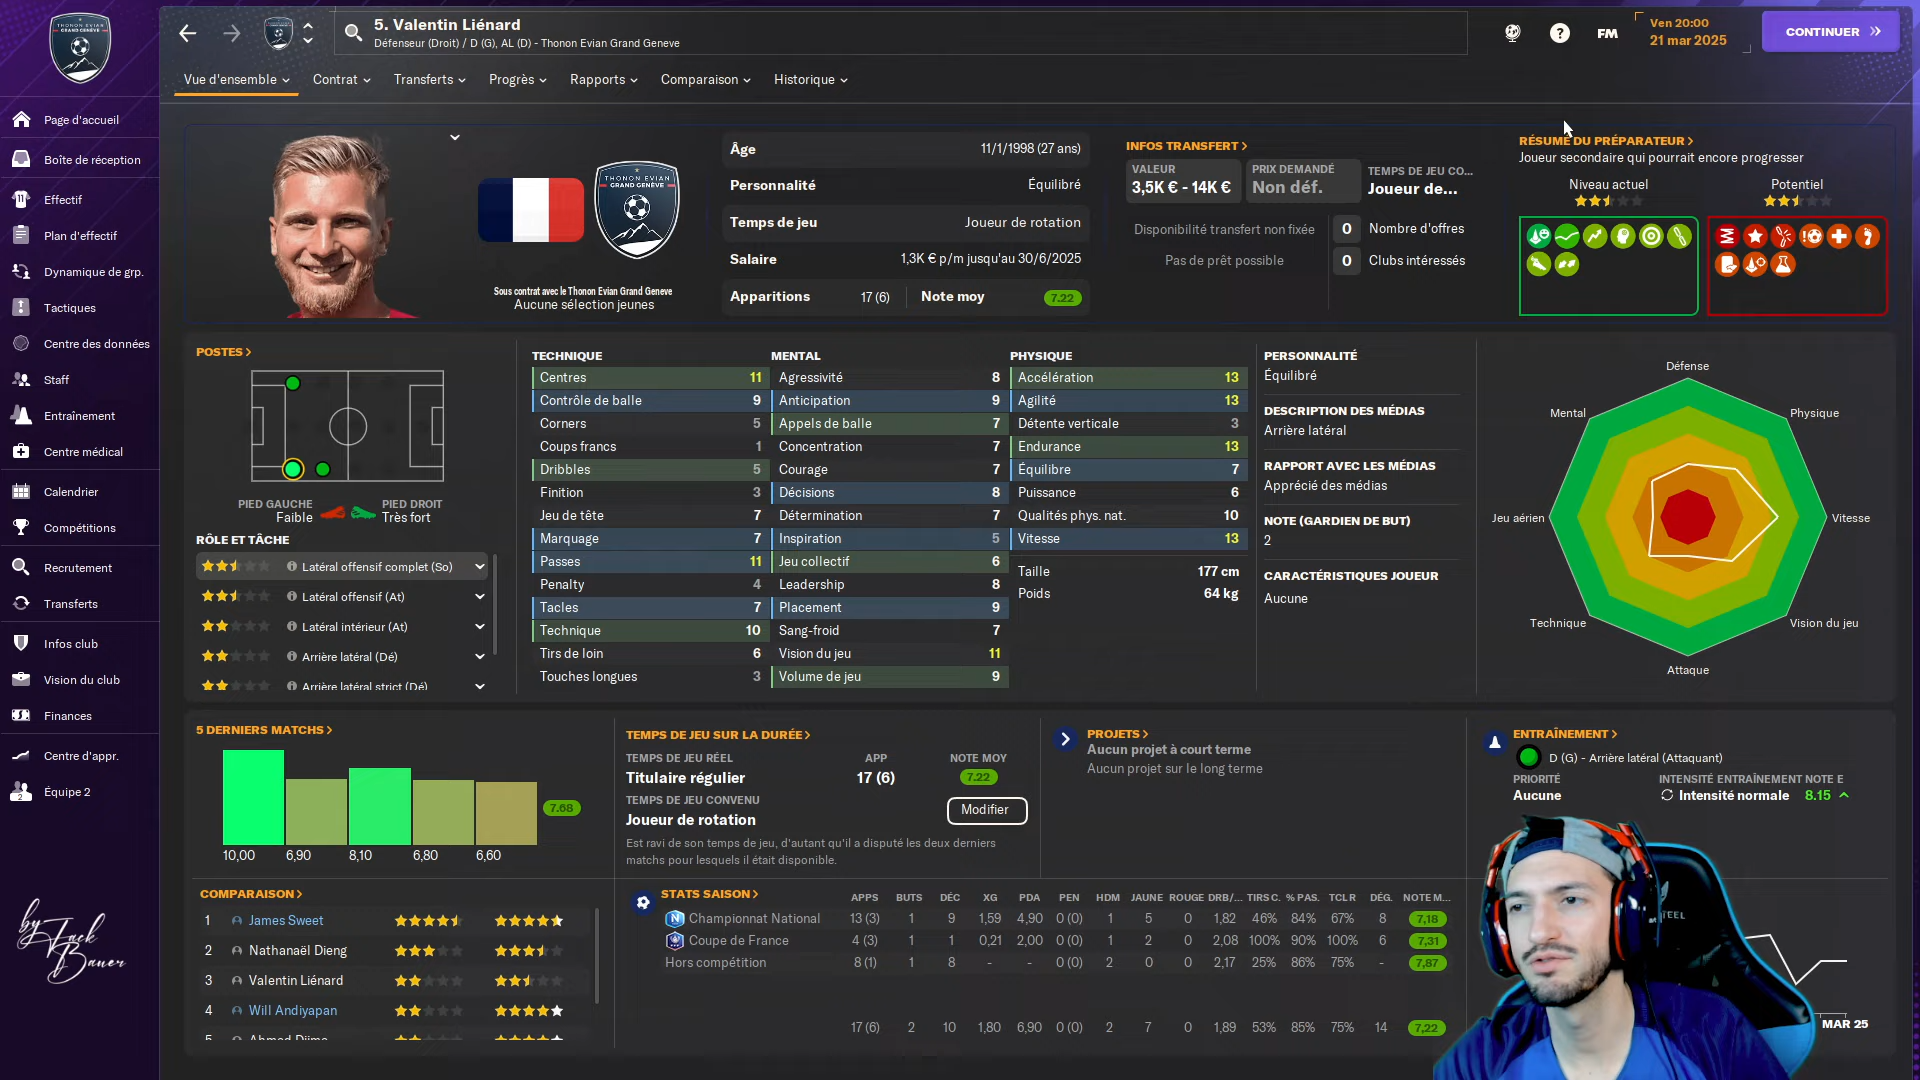 THONON EVIAN
GRAND GENÈVE
5. Valentin Liénard
Défenseur (Droit) / D (G), AL (D) - Thonon Evian Grand Geneve
FM
Ven 20:00
21 mar 2025
CONTINUER
Vue d'ensemble
Contrat
Transferts
Progrès
Rapports
Comparaison
Historique
Page d'accueil
Boîte de réception
Effectif
Plan d'effectif
Dynamique de grp.
Tactiques
Centre des données
Staff
Entraînement
Centre médical
Calendrier
Compétitions
Recrutement
Transferts
Infos club
Vision du club
Finances
Centre d'appr.
2 Équipe 2
by Jack Bauer
THONON EVIAN
GRAND GENÈVE
Sous contrat avec le Thonon Evian Grand Geneve
Aucune sélection jeunes
Âge 11/1/1998 (27 ans)
Personnalité Équilibré
Temps de jeu Joueur de rotation
Salaire 1,3K € p/m jusqu'au 30/6/2025
Apparitions 17 (6) Note moy 7.22
INFOS TRANSFERT
VALEUR PRIX DEMANDÉ TEMPS DE JEU CO...
3,5K € - 14K € Non déf. Joueur de...
Disponibilité transfert non fixée
Pas de prêt possible
0 Nombre d'offres
0 Clubs intéressés
RÉSUMÉ DU PRÉPARATEUR
Joueur secondaire qui pourrait encore progresser
Niveau actuel Potentiel
POSTES
PIED GAUCHE PIED DROIT
Faible Très fort
RÔLE ET TÂCHE
Latéral offensif complet (So)
Latéral offensif (At)
Latéral intérieur (At)
Arrière latéral (Dé)
Arrière latéral strict (Dé)
TECHNIQUE
Centres 11
Contrôle de balle 9
Corners 5
Coups francs 1
Dribbles 5
Finition 3
Jeu de tête 7
Marquage 7
Passes 11
Penalty 4
Tacles 7
Technique 10
Tirs de loin 6
Touches longues 3
MENTAL
Agressivité 8
Anticipation 9
Appels de balle 7
Concentration 7
Courage 7
Décisions 8
Détermination 7
Inspiration 5
Jeu collectif 6
Leadership 8
Placement 9
Sang-froid 7
Vision du jeu 11
Volume de jeu 9
PHYSIQUE
Accélération 13
Agilité 13
Détente verticale 3
Endurance 13
Équilibre 7
Puissance 6
Qualités phys. nat. 10
Vitesse 13
Taille 177 cm
Poids 64 kg
PERSONNALITÉ
Équilibré
DESCRIPTION DES MÉDIAS
Arrière latéral
RAPPORT AVEC LES MÉDIAS
Apprécié des médias
NOTE (GARDIEN DE BUT)
2
CARACTÉRISTIQUES JOUEUR
Aucune
Défense
Mental Physique
Jeu aérien Vitesse
Technique Vision du jeu
Attaque
5 DERNIERS MATCHS
7.68
10,00 6,90 8,10 6,80 6,60
COMPARAISON
1 James Sweet
2 Nathanaël Dieng
3 Valentin Liénard
4 Will Andiyapan
5 Ahmed Djime
TEMPS DE JEU SUR LA DURÉE
TEMPS DE JEU RÉEL APP NOTE MOY
Titulaire régulier 17 (6) 7.22
TEMPS DE JEU CONVENU
Joueur de rotation
Modifier
Est ravi de son temps de jeu, d'autant qu'il a disputé les deux derniers
matchs pour lesquels il était disponible.
PROJETS
Aucun projet à court terme
Aucun projet sur le long terme
ENTRAÎNEMENT
D (G) - Arrière latéral (Attaquant)
PRIORITÉ INTENSITÉ ENTRAÎNEMENT NOTE E
Aucune Intensité normale 8.15
STATS SAISON APPS BUTS DÉC XG PDA PEN HDM JAUNE ROUGE DRB/... TIRS C. % PAS. TCL R DÉG. NOTE M...
Championnat National 13 (3) 1 9 1,59 4,90 0 (0) 1 5 0 1,82 46% 84% 67% 8 7,18
Coupe de France 4 (3) 1 1 0,21 2,00 0 (0) 1 2 0 2,08 100% 90% 100% 6 7,31
Hors compétition 8 (1) 1 8 - - 0 (0) 2 0 0 2,17 25% 86% 75% - 7,87
17 (6) 2 10 1,80 6,90 0 (0) 2 7 0 1,89 53% 85% 75% 14 7,22
MAR 25